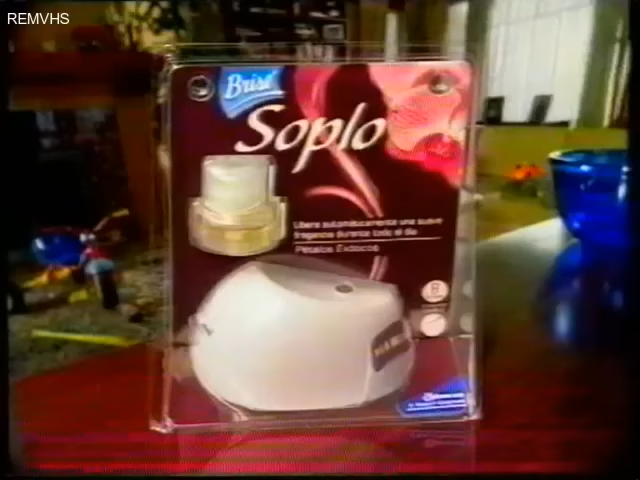 REMVHS
Brise
Soplo
Libera automáticamente una suave
fragancia durante todo el día
Pétalos Exóticos